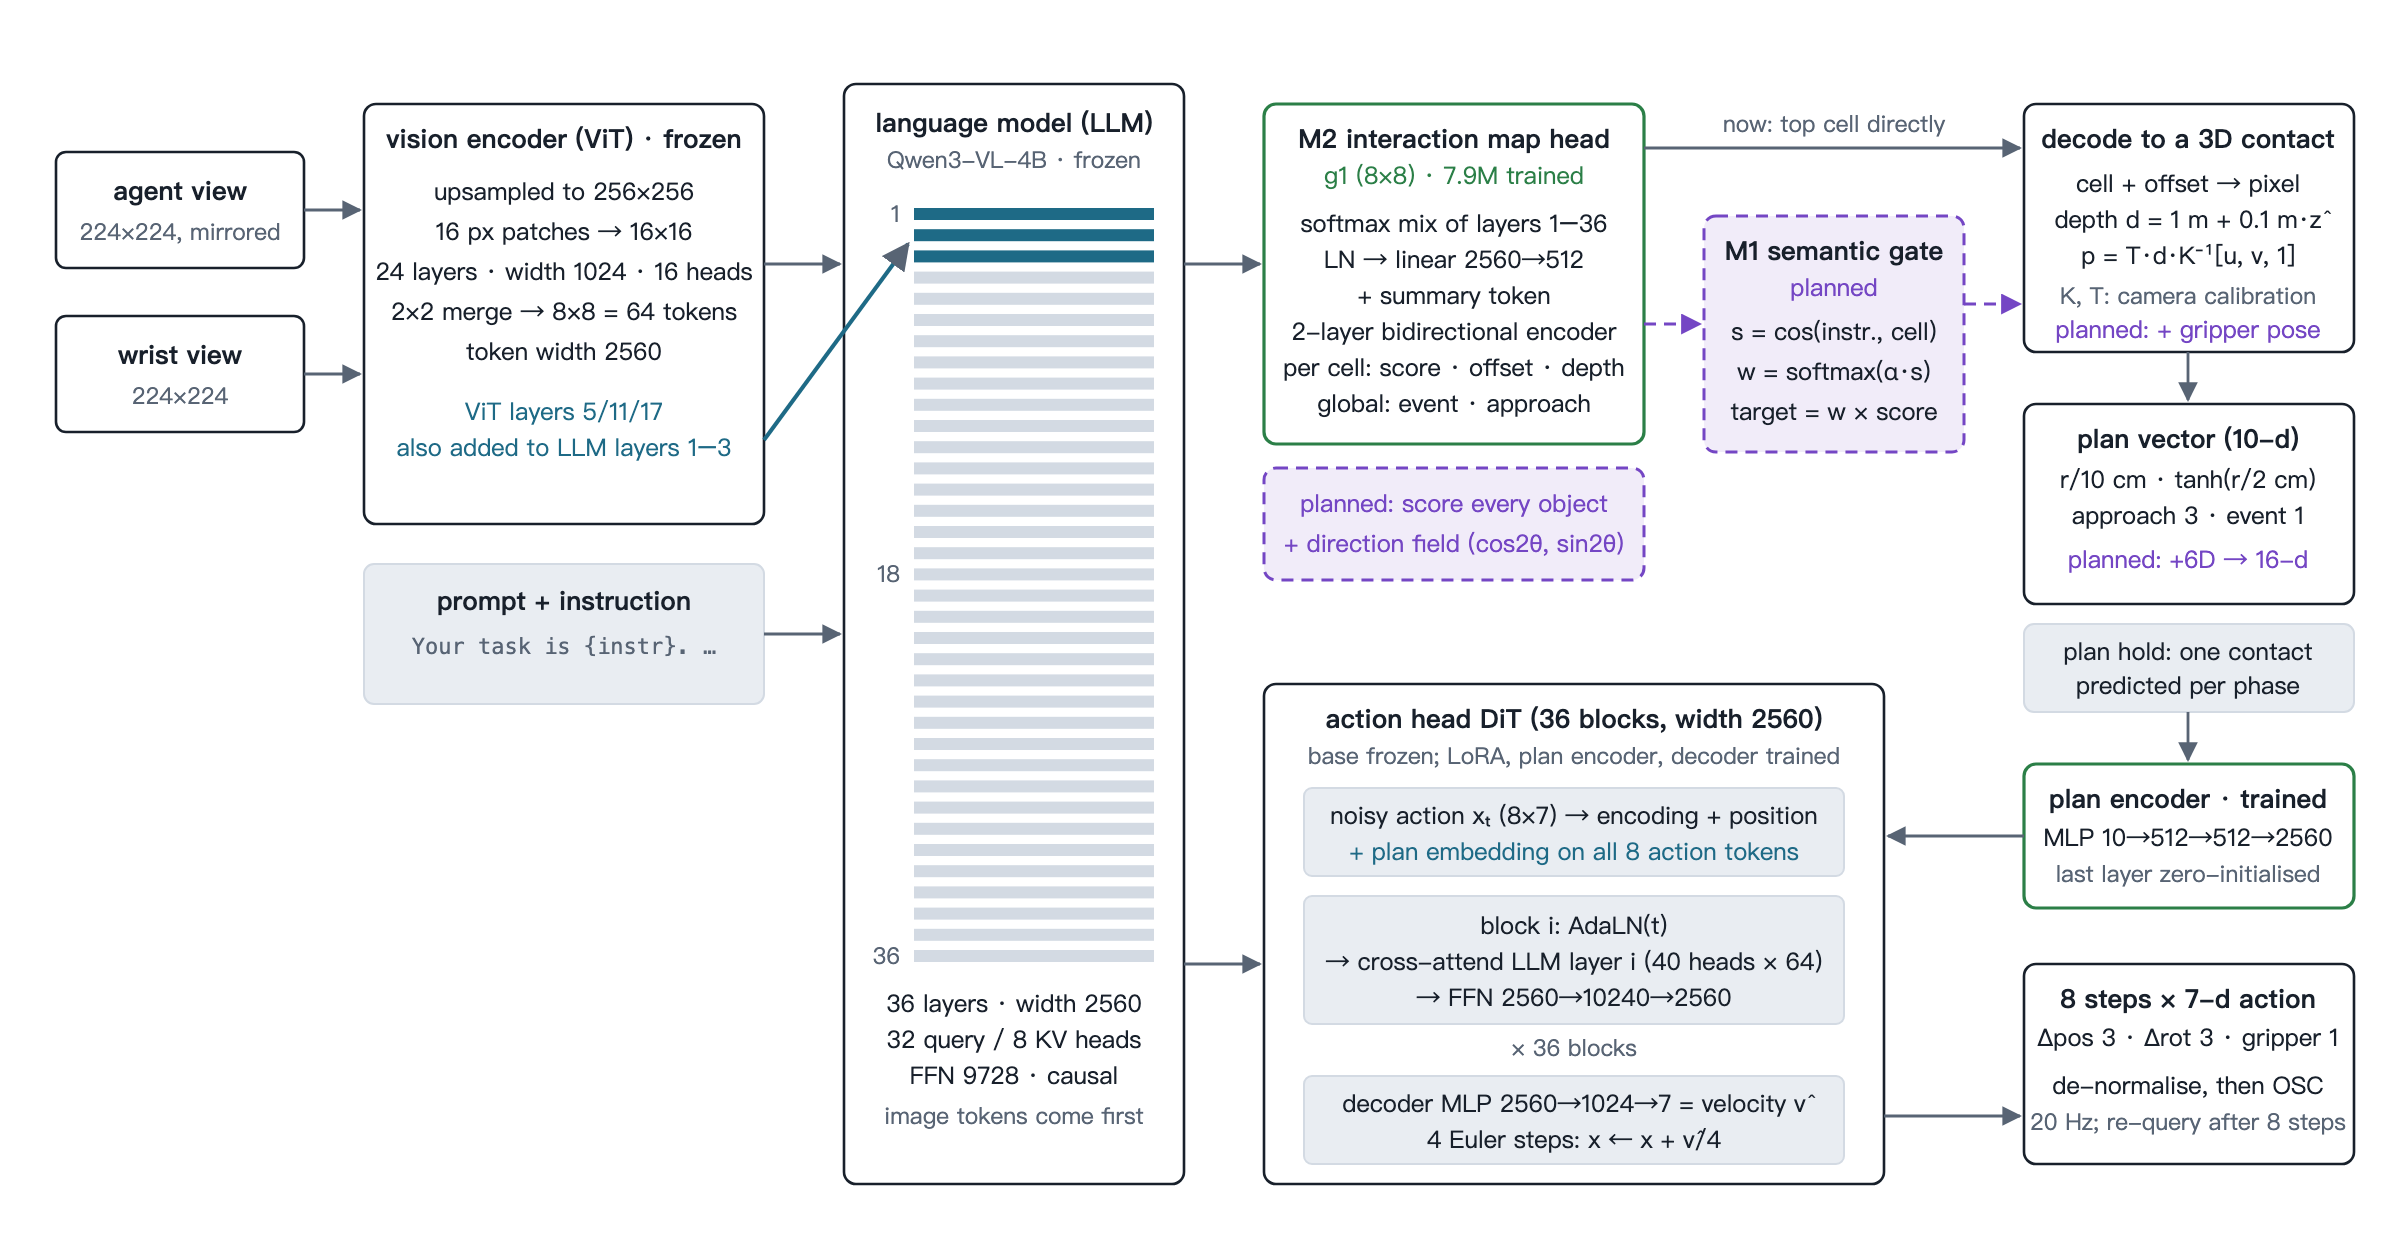 agent view
224×224, mirrored
wrist view
224×224
vision encoder (ViT) · frozen
upsampled to 256×256
16 px patches → 16×16
24 layers · width 1024 · 16 heads
2×2 merge → 8×8 = 64 tokens
token width 2560
ViT layers 5/11/17
also added to LLM layers 1–3
prompt + instruction
Your task is {instr}. …
language model (LLM)
Qwen3-VL-4B · frozen
1
18
36
36 layers · width 2560
32 query / 8 KV heads
FFN 9728 · causal
image tokens come first
M2 interaction map head
g1 (8×8) · 7.9M trained
softmax mix of layers 1–36
LN → linear 2560→512
+ summary token
2-layer bidirectional encoder
per cell: score · offset · depth
global: event · approach
planned: score every object
+ direction field (cos2θ, sin2θ)
now: top cell directly
M1 semantic gate
planned
s = cos(instr., cell)
w = softmax(α·s)
target = w × score
decode to a 3D contact
cell + offset → pixel
depth d = 1 m + 0.1 m·zˆ
p = T·d·K⁻¹[u, v, 1]
K, T: camera calibration
planned: + gripper pose
plan vector (10-d)
r/10 cm · tanh(r/2 cm)
approach 3 · event 1
planned: +6D → 16-d
plan hold: one contact
predicted per phase
plan encoder · trained
MLP 10→512→512→2560
last layer zero-initialised
action head DiT (36 blocks, width 2560)
base frozen; LoRA, plan encoder, decoder trained
noisy action xₜ (8×7) → encoding + position
+ plan embedding on all 8 action tokens
block i: AdaLN(t)
→ cross-attend LLM layer i (40 heads × 64)
→ FFN 2560→10240→2560
× 36 blocks
decoder MLP 2560→1024→7 = velocity vˆ
4 Euler steps: x ← x + vˆ/4
8 steps × 7-d action
Δpos 3 · Δrot 3 · gripper 1
de-normalise, then OSC
20 Hz; re-query after 8 steps